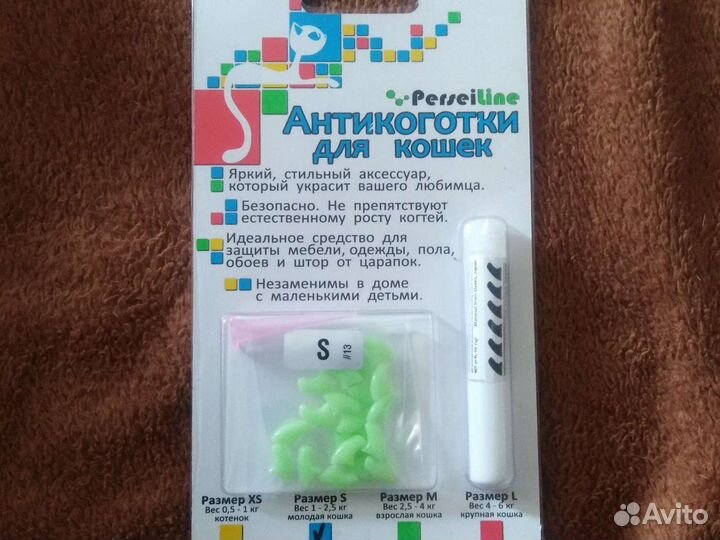 PerseiLine
Антикоготки
для кошек
Яркий, стильный аксессуар,
который украсит вашего любимца.
Безопасно. Не препятствуют
естественному росту когтей.
Идеальное средство для
защиты мебели, одежды, пола,
обоев и штор от царапок.
Незаменимы в доме
с маленькими детьми.
S
#13
Размер XS
Вес 0,5 - 1 кг
котенок
Размер S
Вес 1 - 2,5 кг
молодая кошка
Размер M
Вес 2,5 - 4 кг
взрослая кошка
Размер L
Вес 4 - 6 кг
крупная кошка
Avito